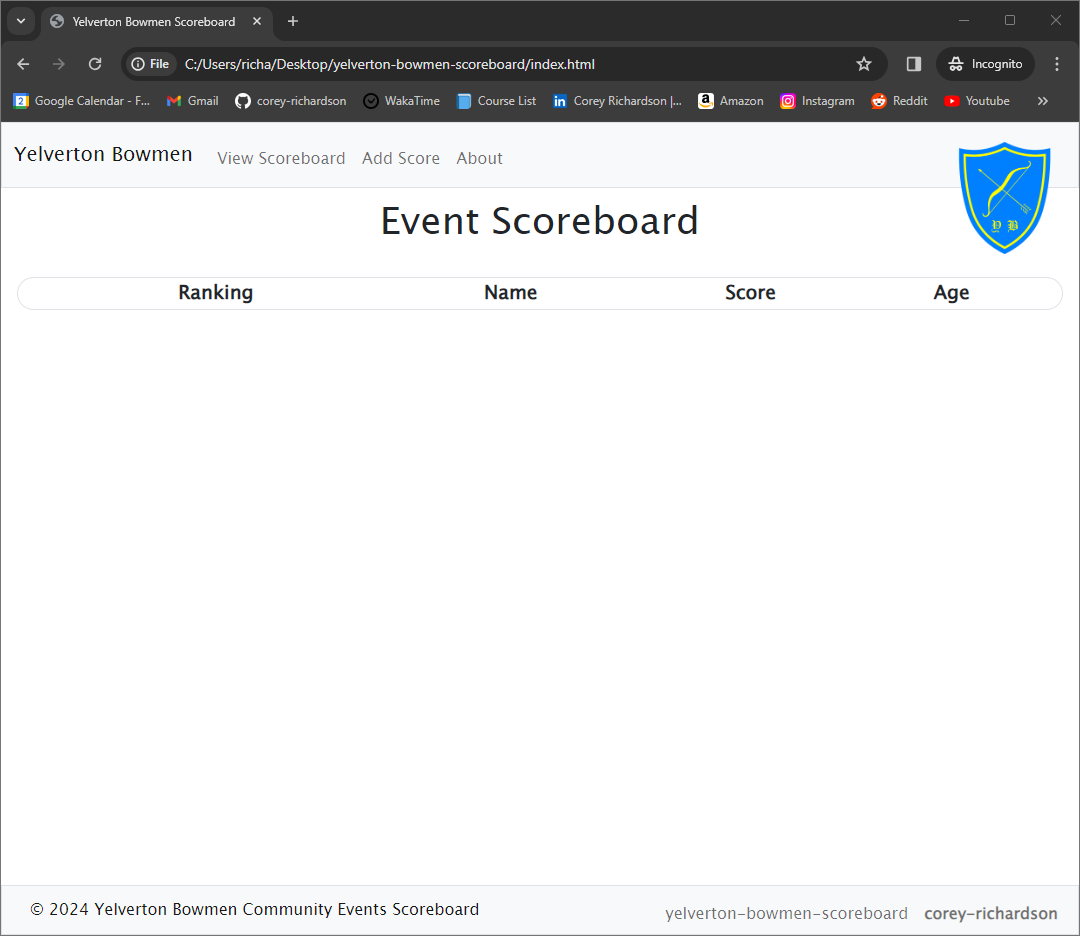 Yelverton Bowmen Scoreboard
File C:/Users/richa/Desktop/yelverton-bowmen-scoreboard/index.html Incognito
2 Google Calendar - F... Gmail corey-richardson WakaTime Course List in Corey Richardson |... a Amazon Instagram Reddit Youtube »
Yelverton Bowmen View Scoreboard Add Score About
Y B
Event Scoreboard
Ranking Name Score Age
© 2024 Yelverton Bowmen Community Events Scoreboard yelverton-bowmen-scoreboard corey-richardson